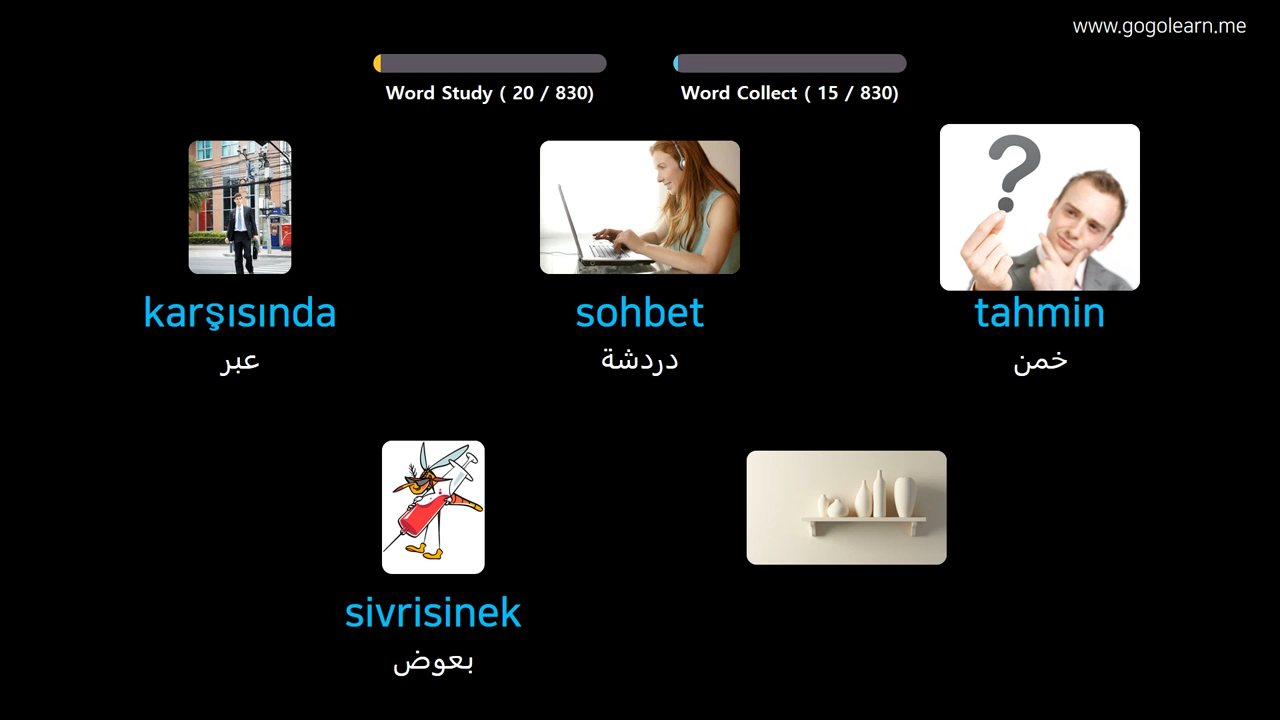 www.gogolearn.me
Word Study ( 20 / 830)
Word Collect ( 15 / 830)
karşısında
عبر
sohbet
دردشة
tahmin
خمن
sivrisinek
بعوض